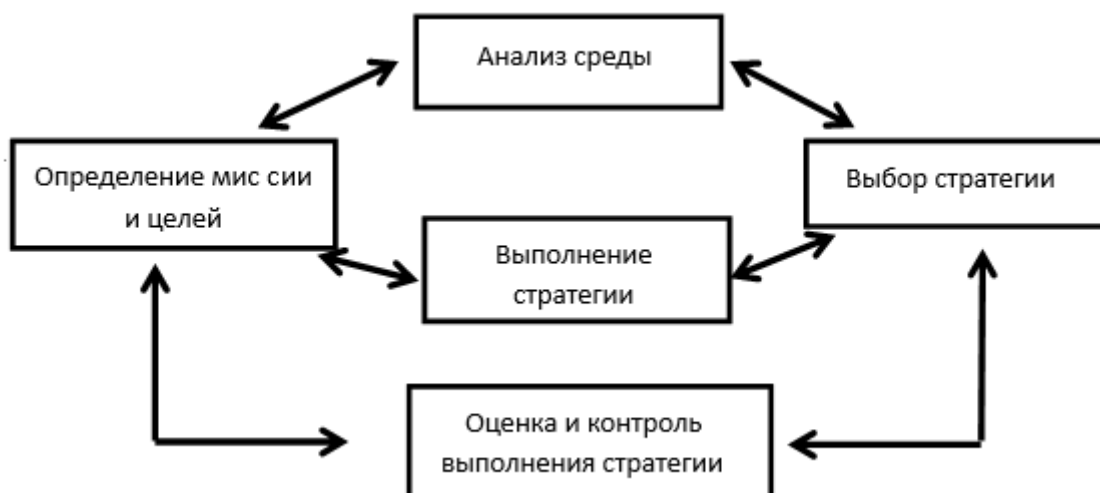 Анализ среды
Определение мис сии
и целей
Выбор стратегии
Выполнение
стратегии
Оценка и контроль
выполнения стратегии